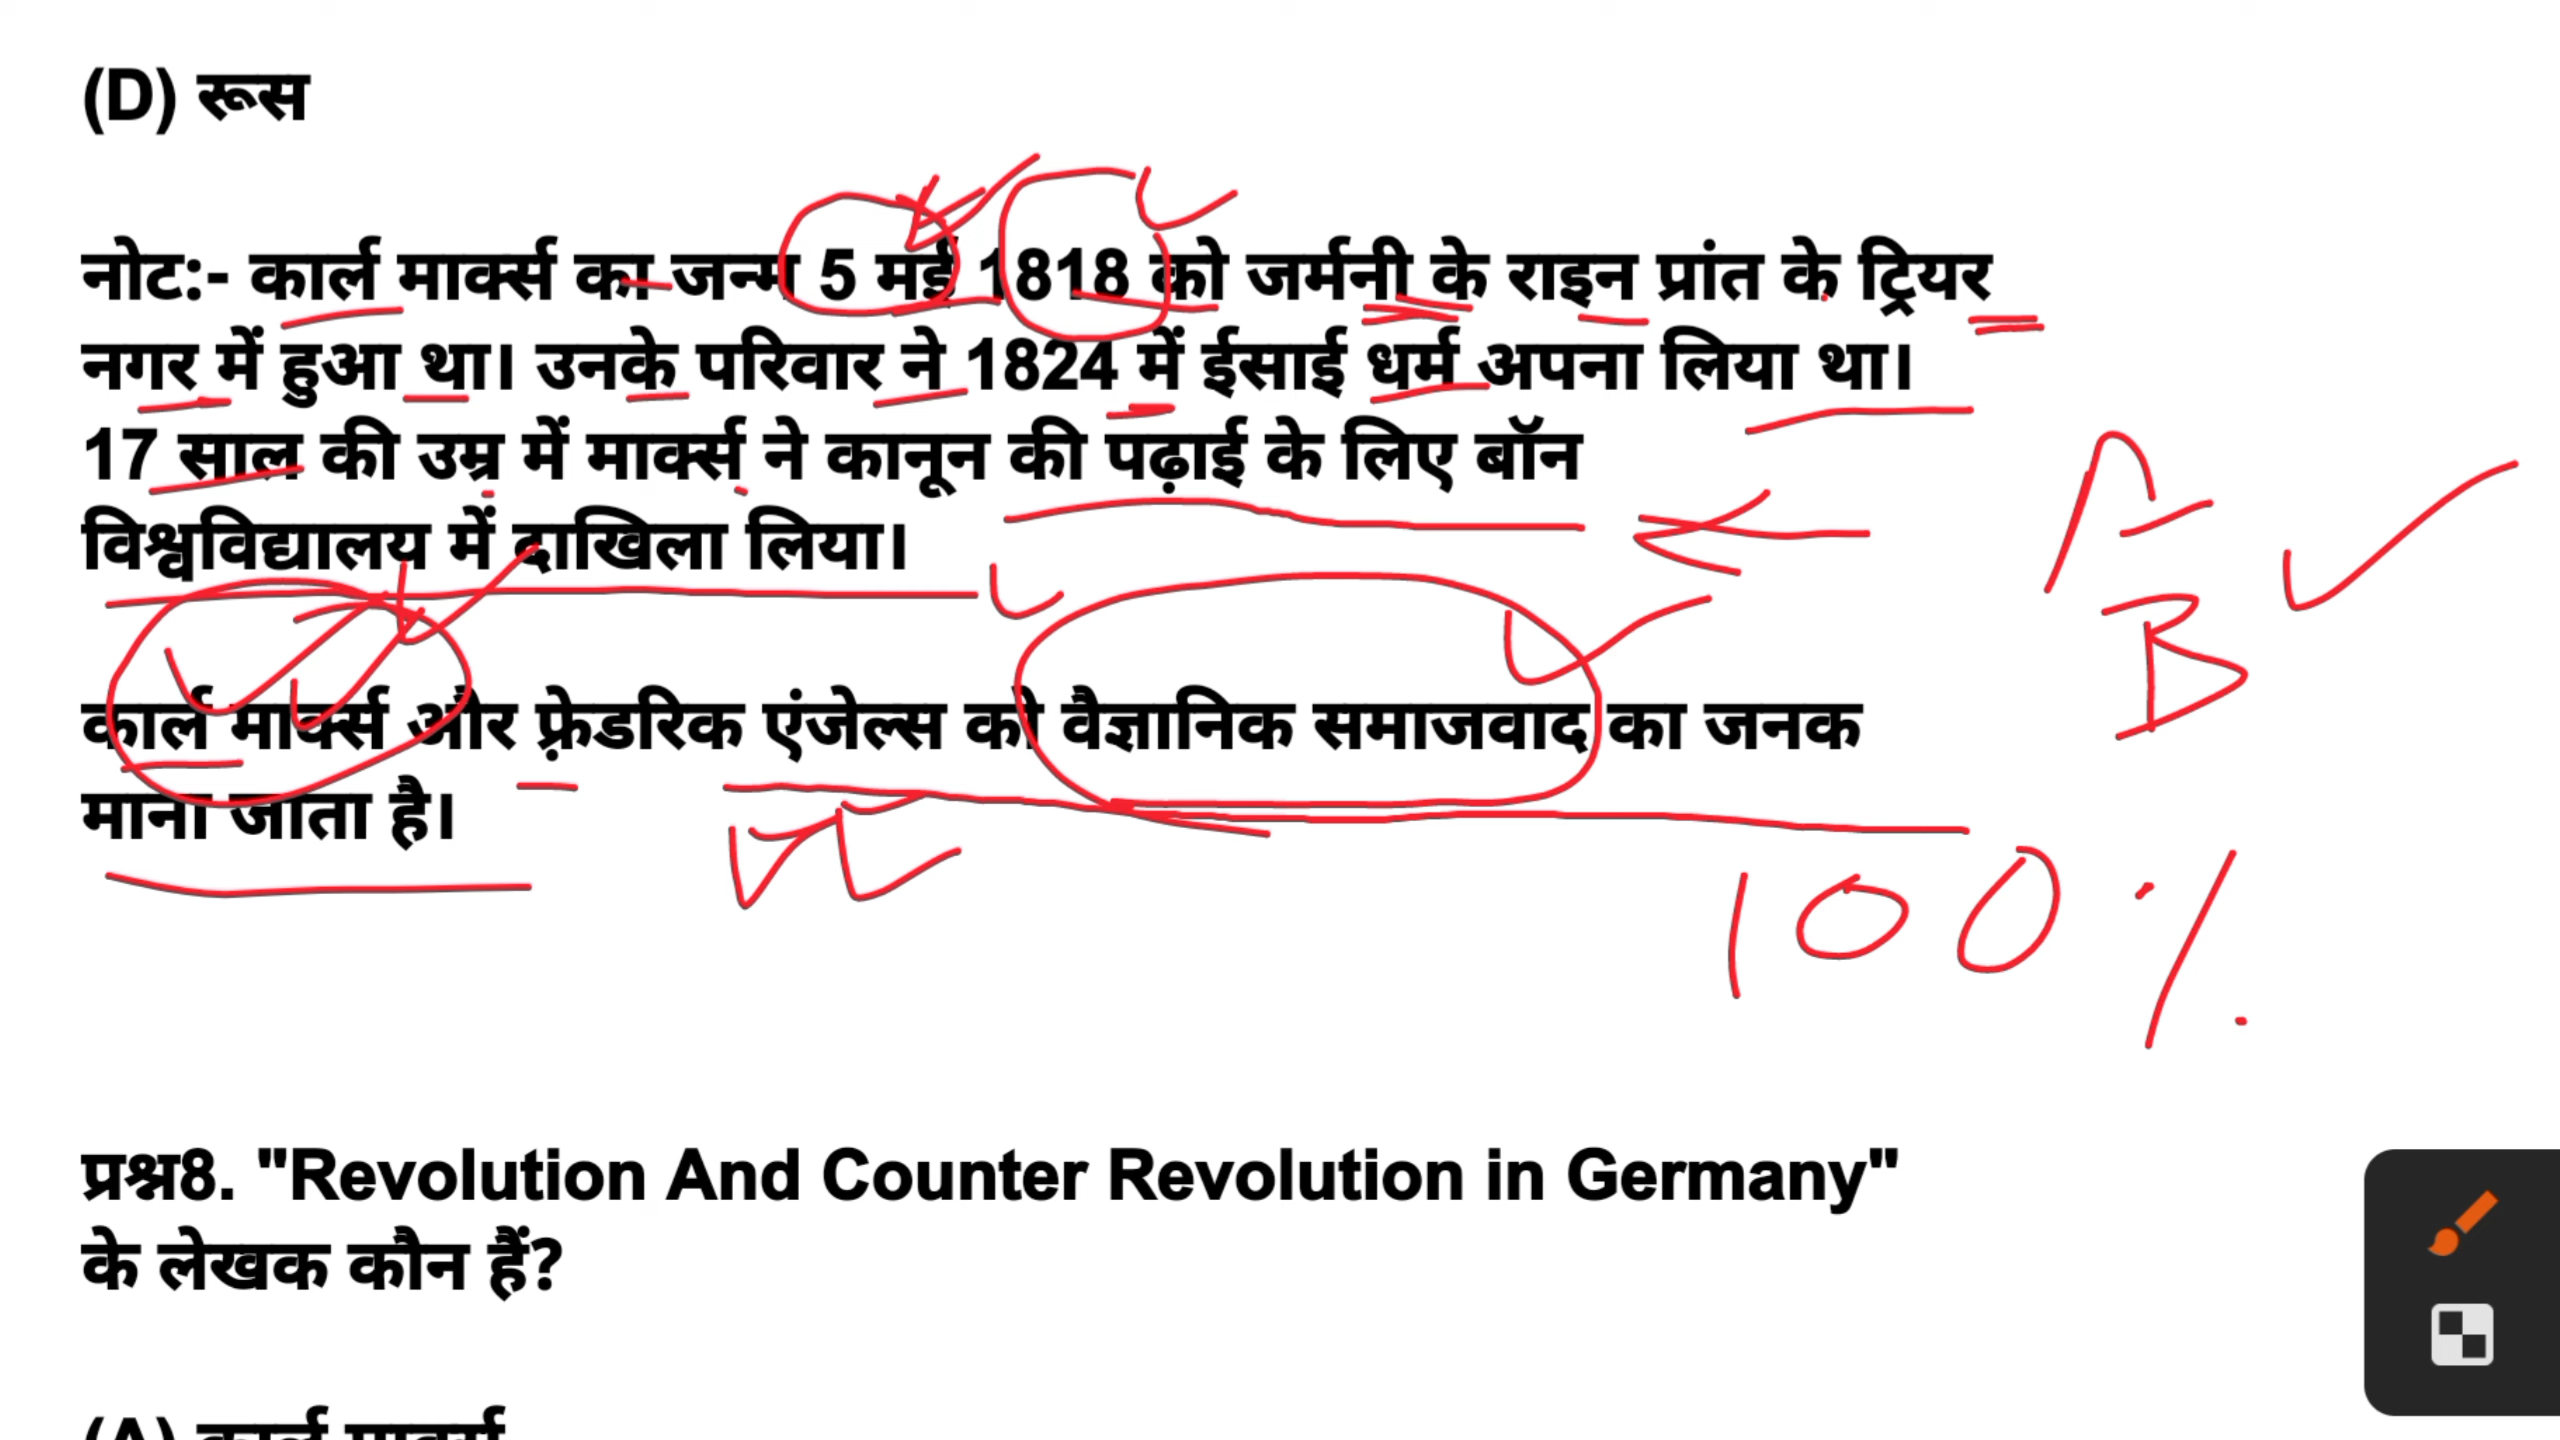 (D) रूस
नोट:- कार्ल मार्क्स का जन्म 5 मई 1818 को जर्मनी के राइन प्रांत के ट्रियर
नगर में हुआ था। उनके परिवार ने 1824 में ईसाई धर्म अपना लिया था।
17 साल की उम्र में मार्क्स ने कानून की पढ़ाई के लिए बॉन
विश्वविद्यालय में दाखिला लिया।
A
B
कार्ल मार्क्स और फ़्रेडरिक एंजेल्स को वैज्ञानिक समाजवाद का जनक
माना जाता है।
100%
प्रश्न8. "Revolution And Counter Revolution in Germany"
के लेखक कौन हैं?
(A) कार्ल मार्क्स